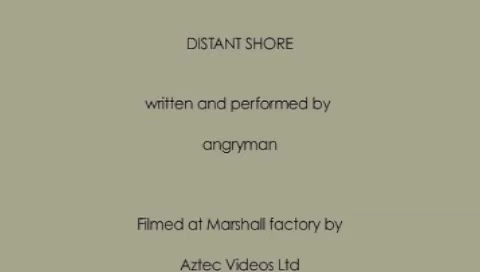 DISTANT SHORE
written and performed by
angryman
Filmed at Marshall factory by
Aztec Videos Ltd